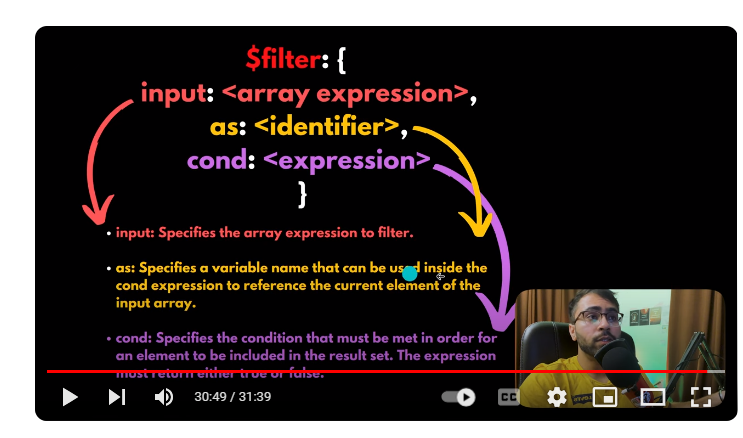 $filter: {
input: <array expression>,
as: <identifier>,
cond: <expression>
}
• input: Specifies the array expression to filter.
• as: Specifies a variable name that can be used inside the
cond expression to reference the current element of the
input array.
• cond: Specifies the condition that must be met in order for
an element to be included in the result set. The expression
must return either true or false.
30:49 / 31:39
CC